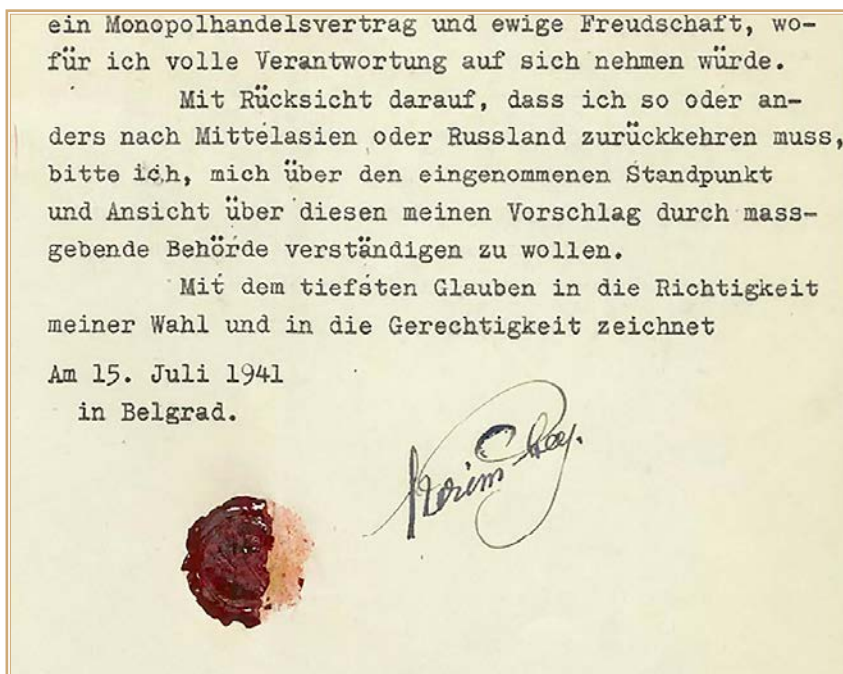 ein Monopolhandelsvertrag und ewige Freudschaft, wo-
für ich volle Verantwortung auf sich nehmen würde.
Mit Rücksicht darauf, dass ich so oder an-
ders nach Mittelasien oder Russland zurückkehren muss,
bitte ich, mich über den eingenommenen Standpunkt
und Ansicht über diesen meinen Vorschlag durch mass-
gebende Behörde verständigen zu wollen.
Mit dem tiefsten Glauben in die Richtigkeit
meiner Wahl und in die Gerechtigkeit zeichnet
Am 15. Juli 1941
in Belgrad.